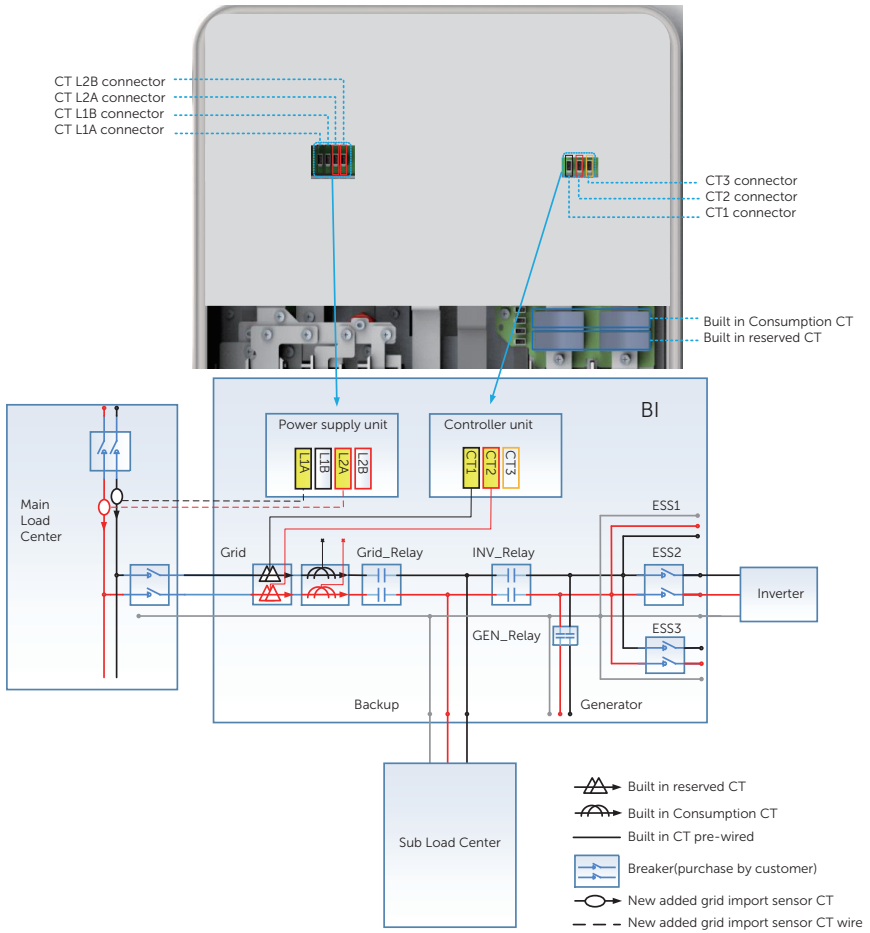 CT L2B connector
CT L2A connector
CT L1B connector
CT L1A connector
CT3 connector
CT2 connector
CT1 connector
Built in Consumption CT
Built in reserved CT
BI
Power supply unit
Controller unit
L1A
L1B
L2A
L2B
CT1
CT2
CT3
Main
Load
Center
ESS1
Grid
Grid_Relay
INV_Relay
ESS2
Inverter
GEN_Relay
ESS3
Backup
Generator
Sub Load Center
Built in reserved CT
Built in Consumption CT
Built in CT pre-wired
Breaker(purchase by customer)
New added grid import sensor CT
New added grid import sensor CT wire